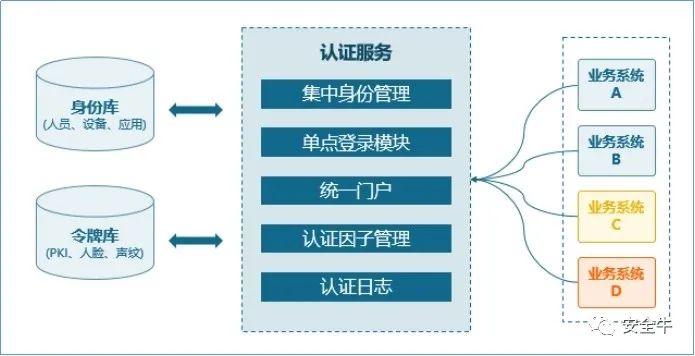 身份库
(人员、设备、应用)
令牌库
(PKI、人脸、声纹)
认证服务
集中身份管理
单点登录模块
统一门户
认证因子管理
认证日志
业务系统
A
业务系统
B
业务系统
C
业务系统
D
安全牛